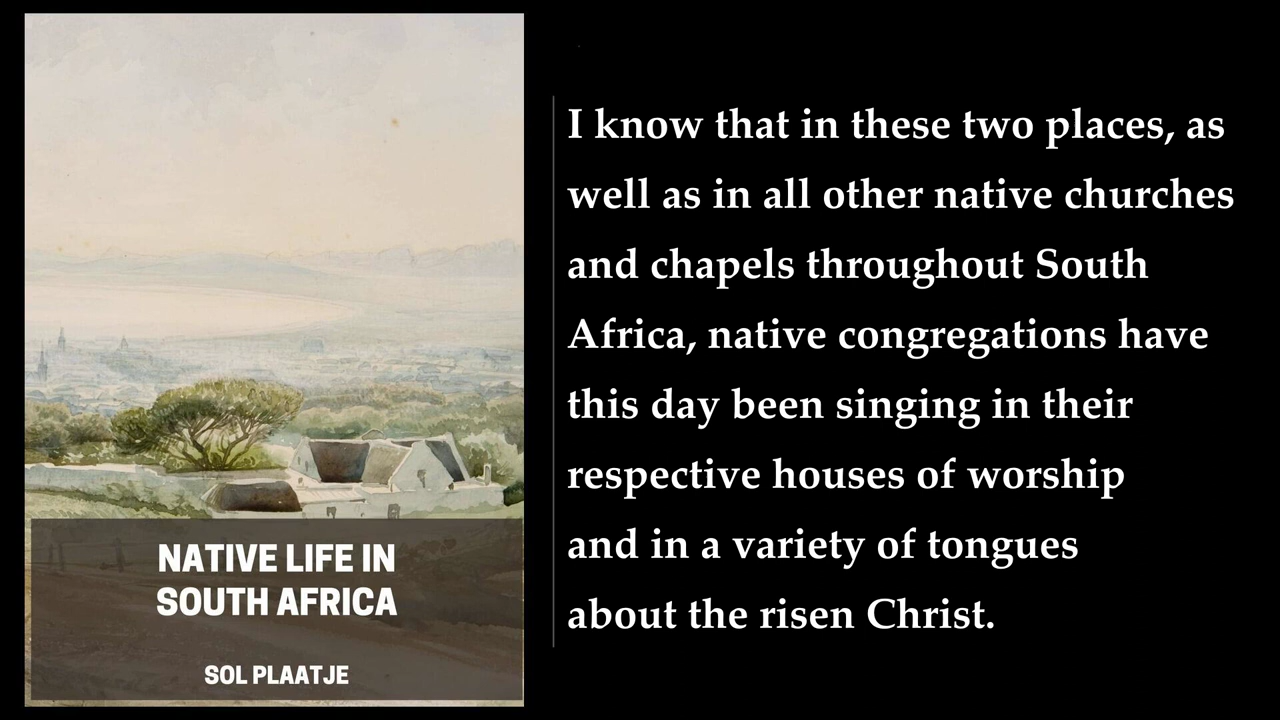 NATIVE LIFE IN
SOUTH AFRICA
SOL PLAATJE
I know that in these two places, as
well as in all other native churches
and chapels throughout South
Africa, native congregations have
this day been singing in their
respective houses of worship
and in a variety of tongues
about the risen Christ.